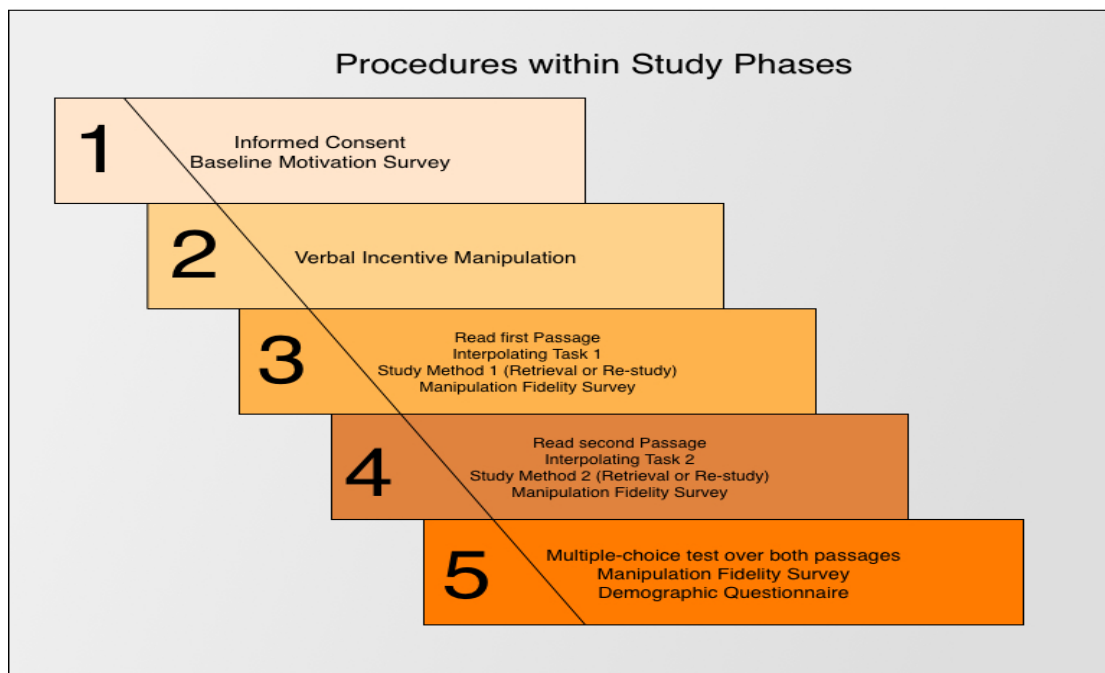 Procedures within Study Phases
1
Informed Consent
Baseline Motivation Survey
2
Verbal Incentive Manipulation
3
Read first Passage
Interpolating Task 1
Study Method 1 (Retrieval or Re-study)
Manipulation Fidelity Survey
4
Read second Passage
Interpolating Task 2
Study Method 2 (Retrieval or Re-study)
Manipulation Fidelity Survey
5
Multiple-choice test over both passages
Manipulation Fidelity Survey
Demographic Questionnaire